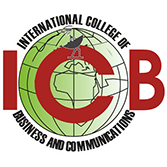 INTERNATIONAL COLLEGE OF
ICB
BUSINESS AND COMMUNICATIONS